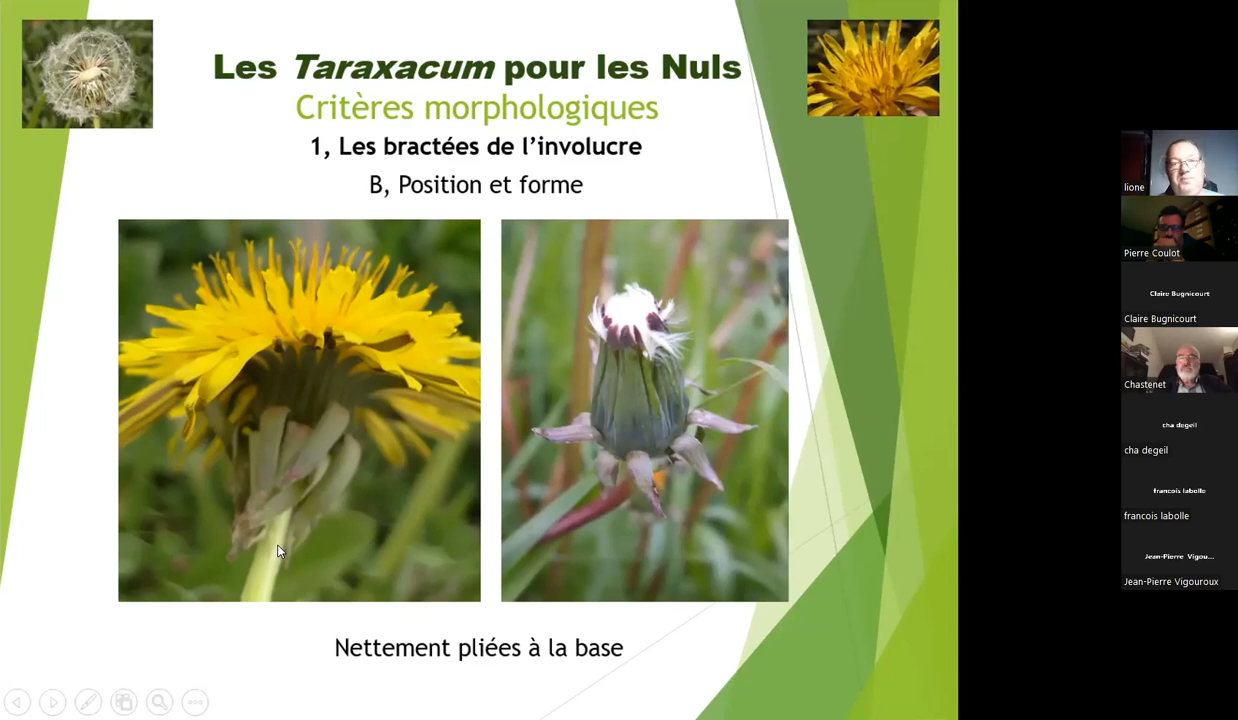 Les Taraxacum pour les Nuls
Critères morphologiques
1, Les bractées de l'involucre
B, Position et forme
Nettement pliées à la base
lione
Pierre Coulot
Claire Bugnicourt
Claire Bugnicourt
Chastenet
cha degeil
cha degeil
francois labolle
francois labolle
Jean-Pierre Vigou...
Jean-Pierre Vigouroux